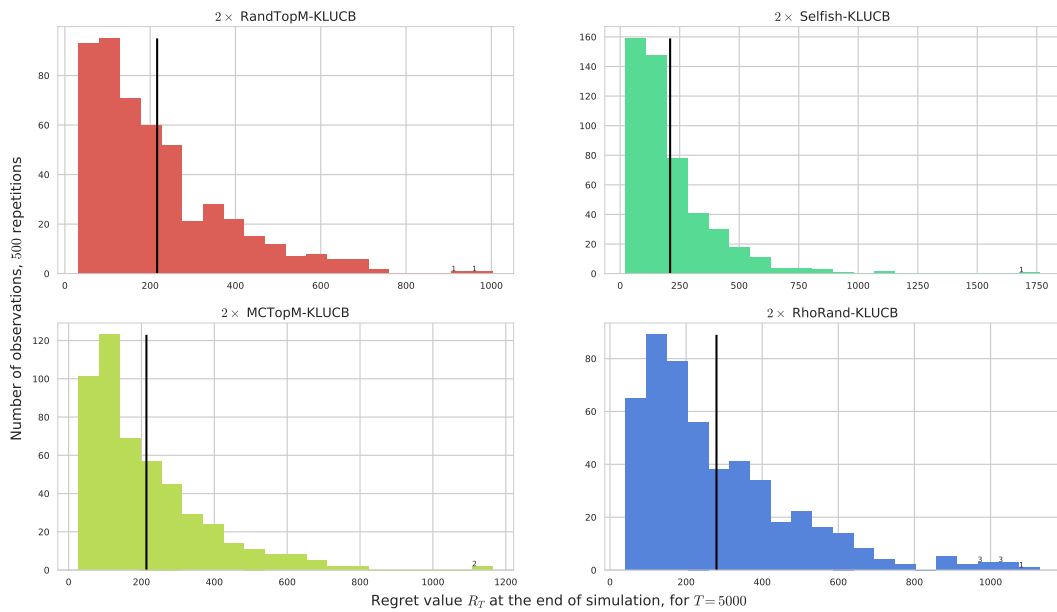 2 × RandTopM-KLUCB
2 × Selfish-KLUCB
Number of observations, 500 repetitions
80
60
40
20
0
1 1
0 200 400 600 800 1000
160
140
120
100
80
60
40
20
0
1
0 250 500 750 1000 1250 1500 1750
2 × MCTopM-KLUCB
2 × RhoRand-KLUCB
120
100
80
60
40
20
0
2
0 200 400 600 800 1000 1200
80
60
40
20
0
3 3 1
0 200 400 600 800 1000
Regret value R_T at the end of simulation, for T = 5000